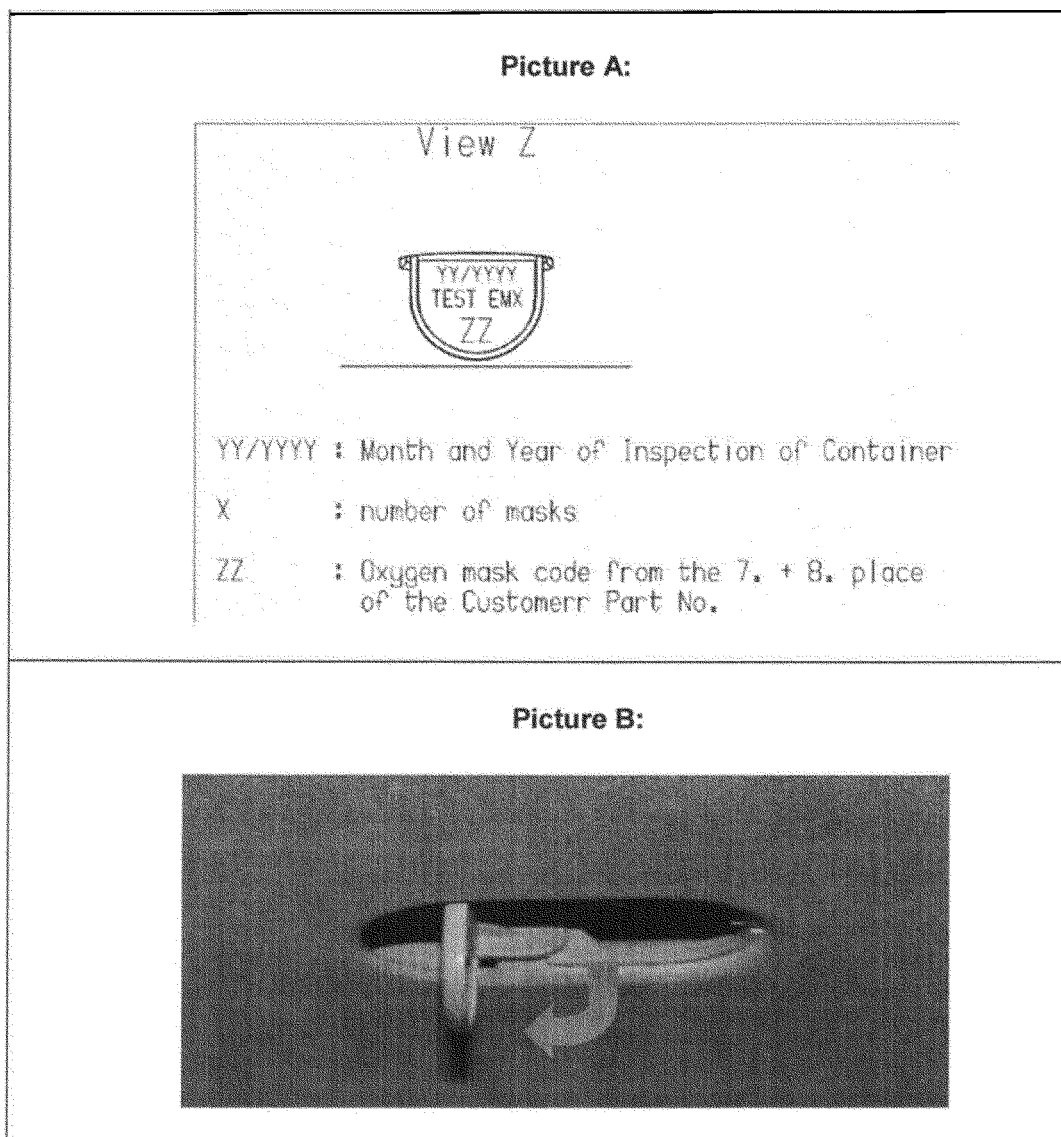 Picture A:
View Z
YY/YYYY
TEST EMX
ZZ
YY/YYYY : Month and Year of Inspection of Container
X : number of masks
ZZ : Oxygen mask code from the 7. + 8. place
of the Customerr Part No.
Picture B: